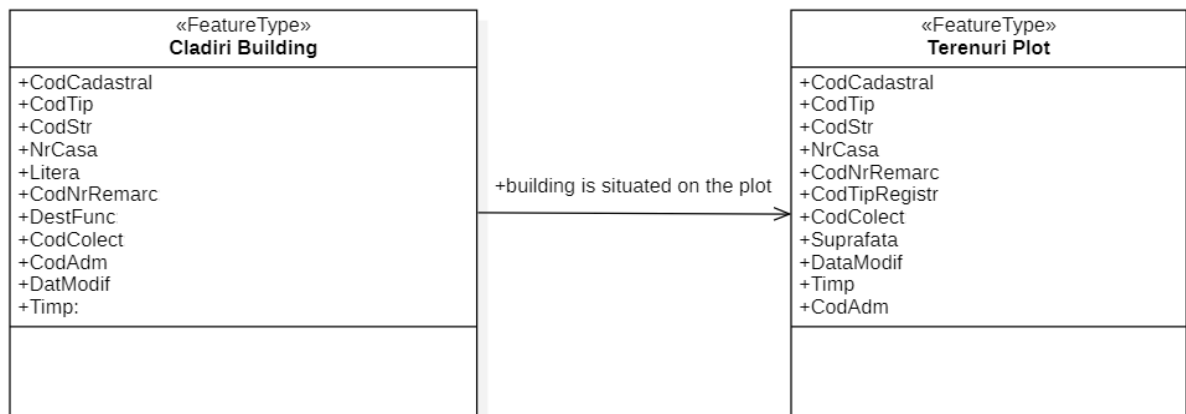 «FeatureType»
Cladiri Building
+CodCadastral
+CodTip
+CodStr
+NrCasa
+Litera
+CodNrRemarc
+DestFunc
+CodColect
+CodAdm
+DatModif
+Timp:
+building is situated on the plot
«FeatureType»
Terenuri Plot
+CodCadastral
+CodTip
+CodStr
+NrCasa
+CodNrRemarc
+CodTipRegistr
+CodColect
+Suprafata
+DataModif
+Timp
+CodAdm